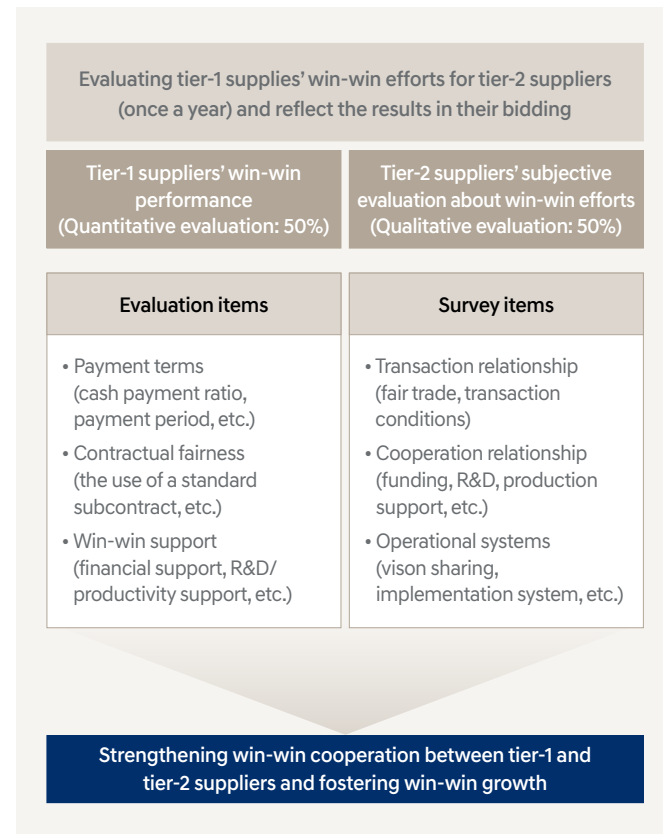 Evaluating tier-1 supplies’ win-win efforts for tier-2 suppliers
(once a year) and reflect the results in their bidding
Tier-1 suppliers’ win-win
performance
(Quantitative evaluation: 50%)
Tier-2 suppliers’ subjective
evaluation about win-win efforts
(Qualitative evaluation: 50%)
Evaluation items
• Payment terms
(cash payment ratio,
payment period, etc.)
• Contractual fairness
(the use of a standard
subcontract, etc.)
• Win-win support
(financial support, R&D/
productivity support, etc.)
Survey items
• Transaction relationship
(fair trade, transaction
conditions)
• Cooperation relationship
(funding, R&D, production
support, etc.)
• Operational systems
(vison sharing,
implementation system, etc.)
Strengthening win-win cooperation between tier-1 and
tier-2 suppliers and fostering win-win growth